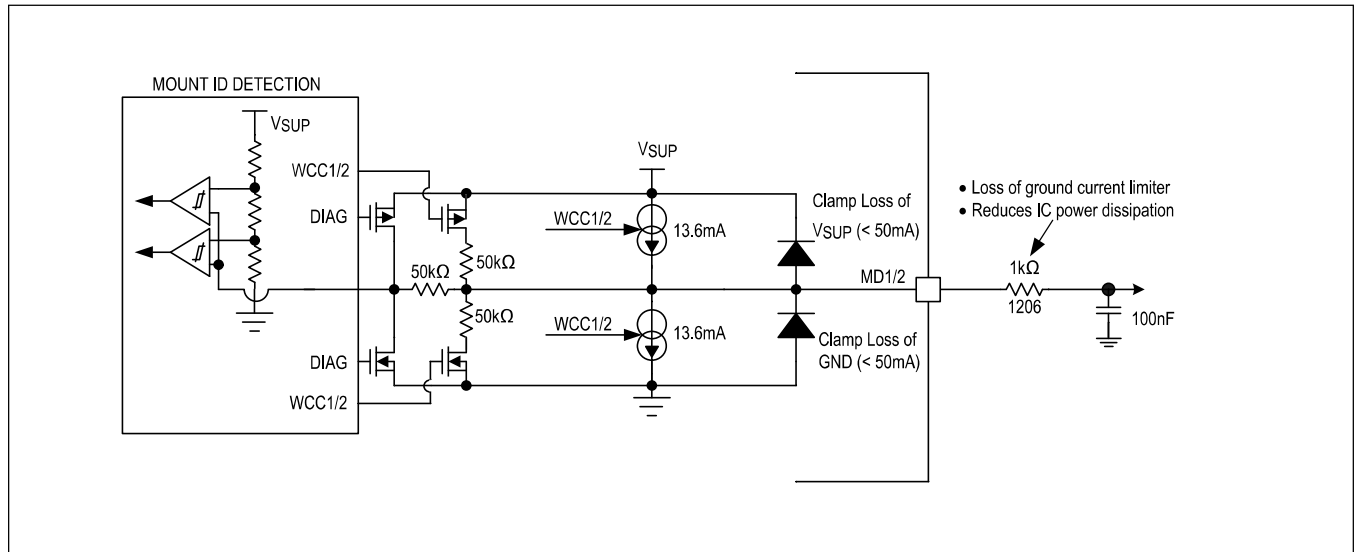 MOUNT ID DETECTION
VSUP
WCC1/2
DIAG
50kΩ
50kΩ
50kΩ
DIAG
WCC1/2
VSUP
WCC1/2
13.6mA
WCC1/2
13.6mA
Clamp Loss of
VSUP (< 50mA)
MD1/2
Clamp Loss of
GND (< 50mA)
• Loss of ground current limiter
• Reduces IC power dissipation
1kΩ
1206
100nF